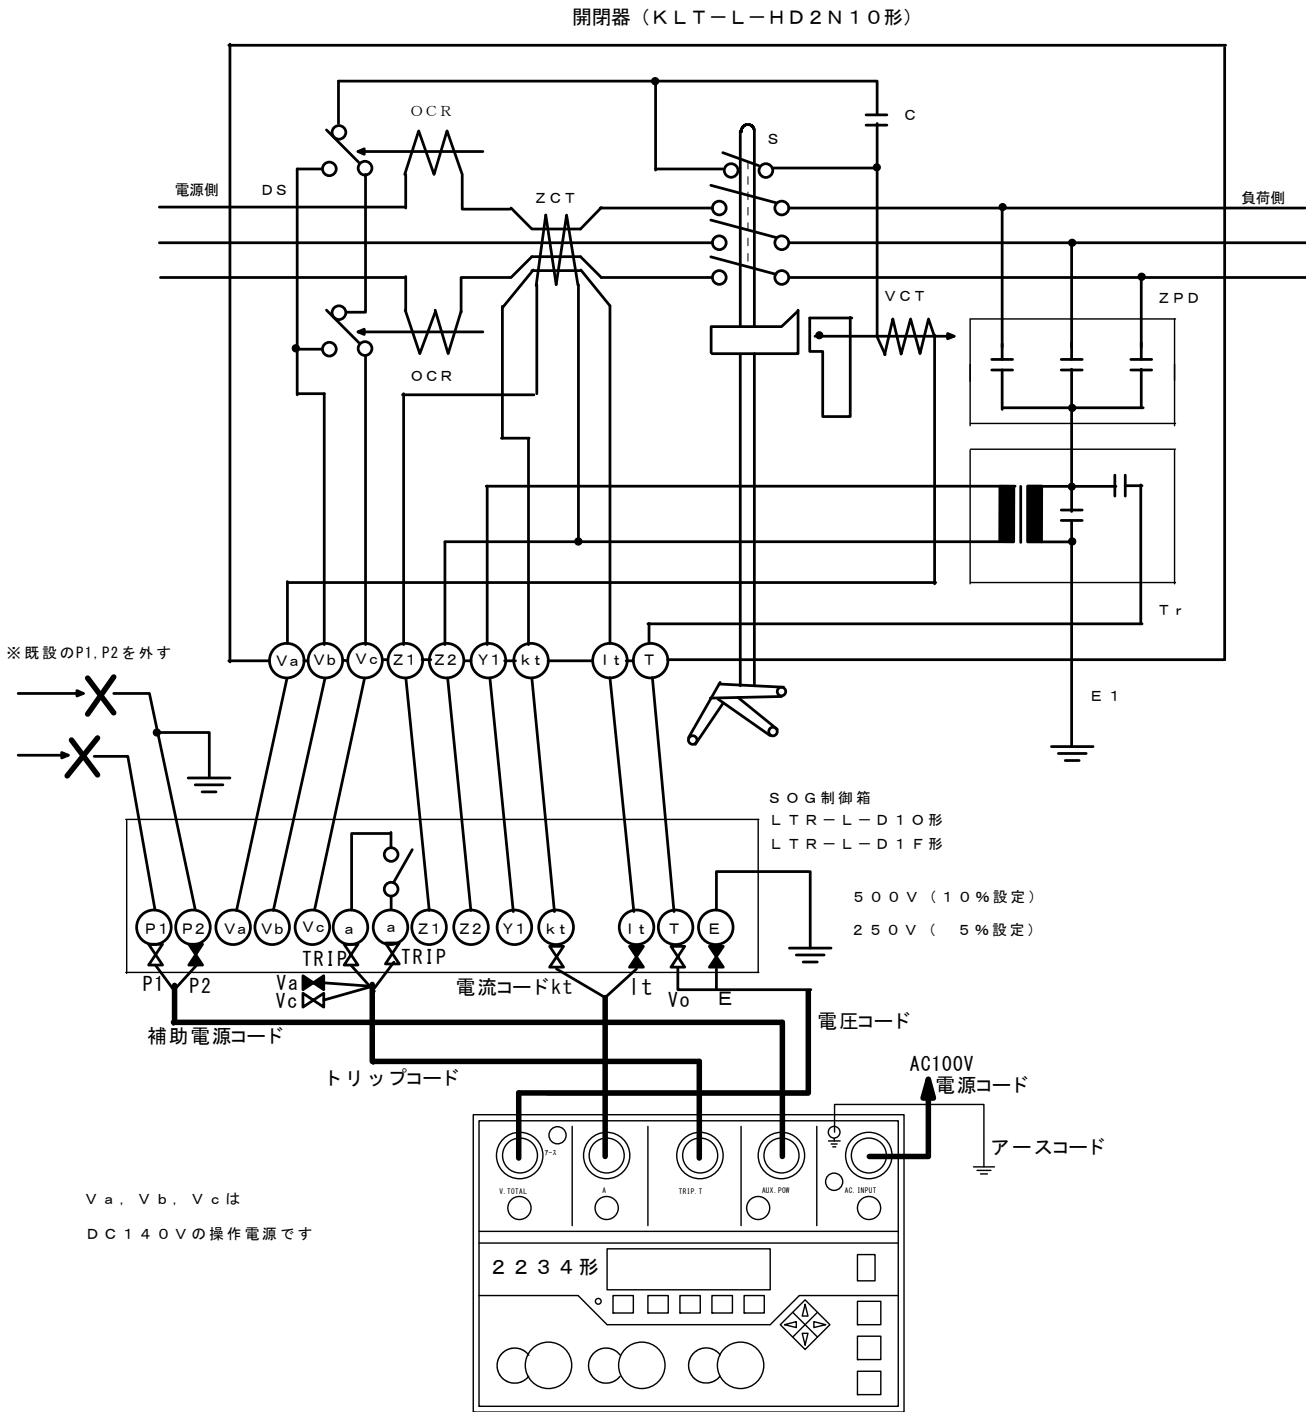 開閉器（ＫＬＴ－Ｌ－ＨＤ２Ｎ１０形）
ＯＣＲ
Ｃ
Ｓ
電源側
ＤＳ
ＺＣＴ
負荷側
ＶＣＴ
ＺＰＤ
ＯＣＲ
Ｔｒ
※既設のP1,P2を外す
Va Vb Vc Z1 Z2 Y1 kt lt T
Ｅ１
ＳＯＧ制御箱
ＬＴＲ－Ｌ－Ｄ１Ｏ形
ＬＴＲ－Ｌ－Ｄ１Ｆ形
５００Ｖ（１０％設定）
２５０Ｖ（　５％設定）
P1 P2 Va Vb Vc a a Z1 Z2 Y1 kt lt T E
TRIP TRIP
P1 P2 Va 電流コードkt lt Vo E
Vc
補助電源コード
電圧コード
トリップコード
AC100V
電源コード
アースコード
アース
V.TOTAL A TRIP.T AUX.POW AC.INPUT
Ｖａ，Ｖｂ，Ｖｃは
ＤＣ１４０Ｖの操作電源です
２２３４形